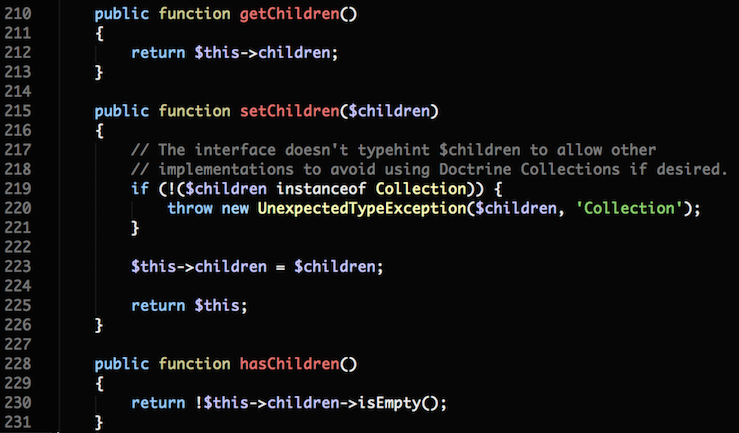 210 public function getChildren()
211 {
212 return $this->children;
213 }
214
215 public function setChildren($children)
216 {
217 // The interface doesn't typehint $children to allow other
218 // implementations to avoid using Doctrine Collections if desired.
219 if (!($children instanceof Collection)) {
220 throw new UnexpectedTypeException($children, 'Collection');
221 }
222
223 $this->children = $children;
224
225 return $this;
226 }
227
228 public function hasChildren()
229 {
230 return !$this->children->isEmpty();
231 }